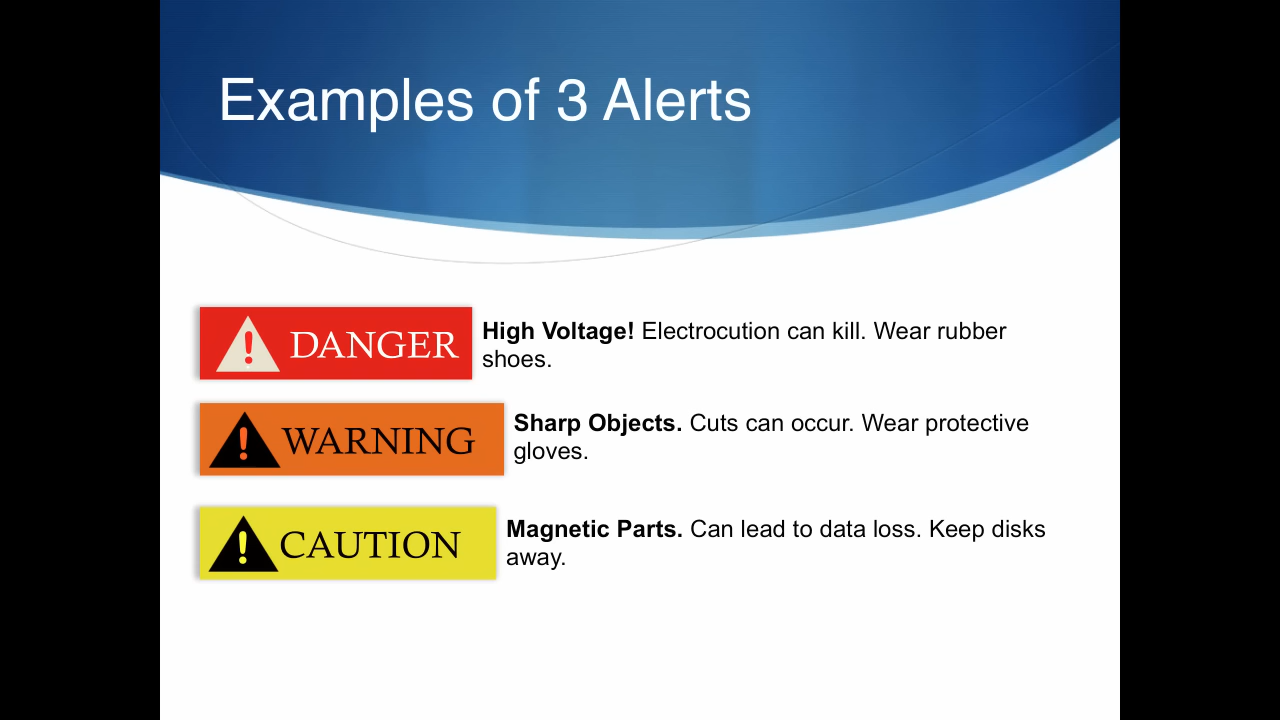 Examples of 3 Alerts
DANGER
High Voltage! Electrocution can kill. Wear rubber
shoes.
WARNING
Sharp Objects. Cuts can occur. Wear protective
gloves.
CAUTION
Magnetic Parts. Can lead to data loss. Keep disks
away.